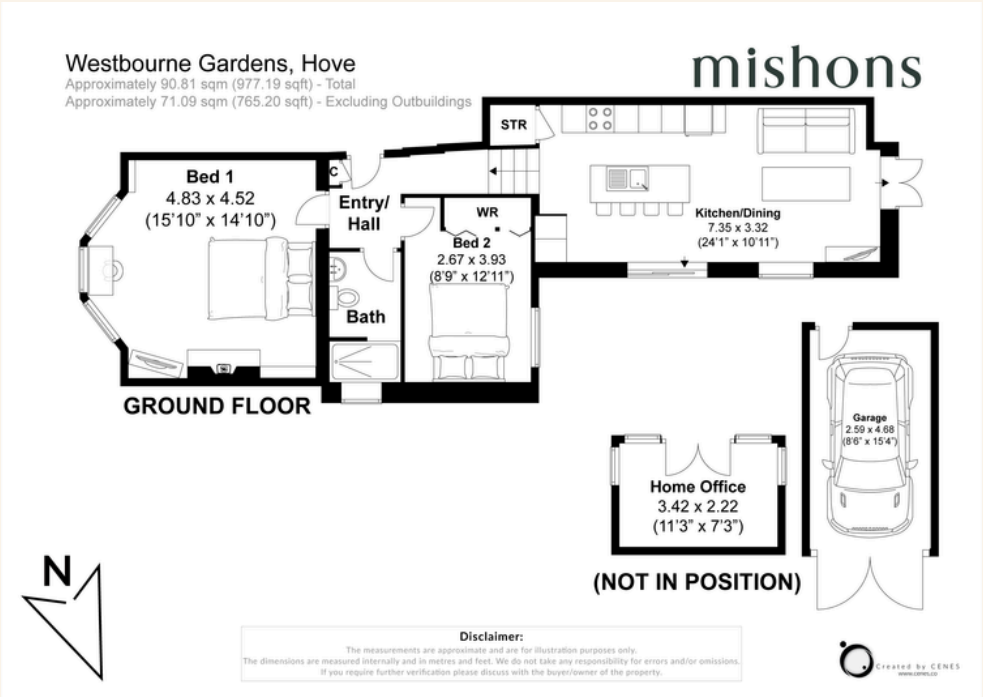 Westbourne Gardens, Hove
Approximately 90.81 sqm (977.19 sqft) - Total
Approximately 71.09 sqm (765.20 sqft) - Excluding Outbuildings
mishons
STR
Bed 1
4.83 x 4.52
(15'10" x 14'10")
C
Entry/
Hall
WR
Bed 2
2.67 x 3.93
(8'9" x 12'11")
Kitchen/Dining
7.35 x 3.32
(24'1" x 10'11")
Bath
GROUND FLOOR
Garage
2.59 x 4.68
(8'6" x 15'4")
Home Office
3.42 x 2.22
(11'3" x 7'3")
(NOT IN POSITION)
N
Disclaimer:
The measurements are approximate and are for illustration purposes only.
The dimensions are measured internally and in metres and feet. We do not take any responsibility for errors and/or omissions.
If you require further verification please discuss with the buyer/owner of the property.
Created by CENES
www.cenes.co